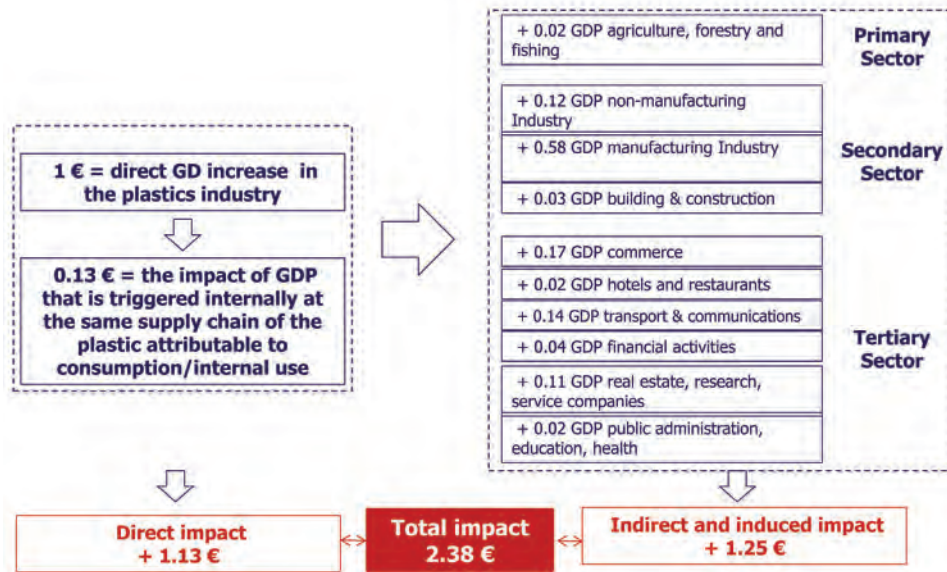 1 € = direct GD increase in
the plastics industry
0.13 € = the impact of GDP
that is triggered internally at
the same supply chain of the
plastic attributable to
consumption/internal use
+ 0.02 GDP agriculture, forestry and
fishing
Primary
Sector
+ 0.12 GDP non-manufacturing
Industry
+ 0.58 GDP manufacturing Industry
+ 0.03 GDP building & construction
Secondary
Sector
+ 0.17 GDP commerce
+ 0.02 GDP hotels and restaurants
+ 0.14 GDP transport & communications
+ 0.04 GDP financial activities
+ 0.11 GDP real estate, research,
service companies
+ 0.02 GDP public administration,
education, health
Tertiary
Sector
Direct impact
+ 1.13 €
Total impact
2.38 €
Indirect and induced impact
+ 1.25 €